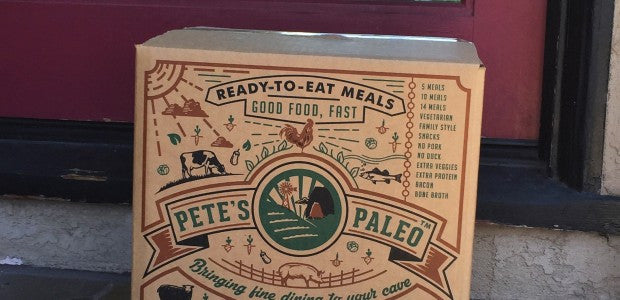 READY-TO-EAT MEALS
GOOD FOOD, FAST
5 MEALS
10 MEALS
14 MEALS
VEGETARIAN
FAMILY STYLE
SNACKS
NO PORK
NO DUCK
EXTRA VEGGIES
EXTRA PROTEIN
BACON
BONE BROTH
PETE'S PALEO™
Bringing fine dining to your cave